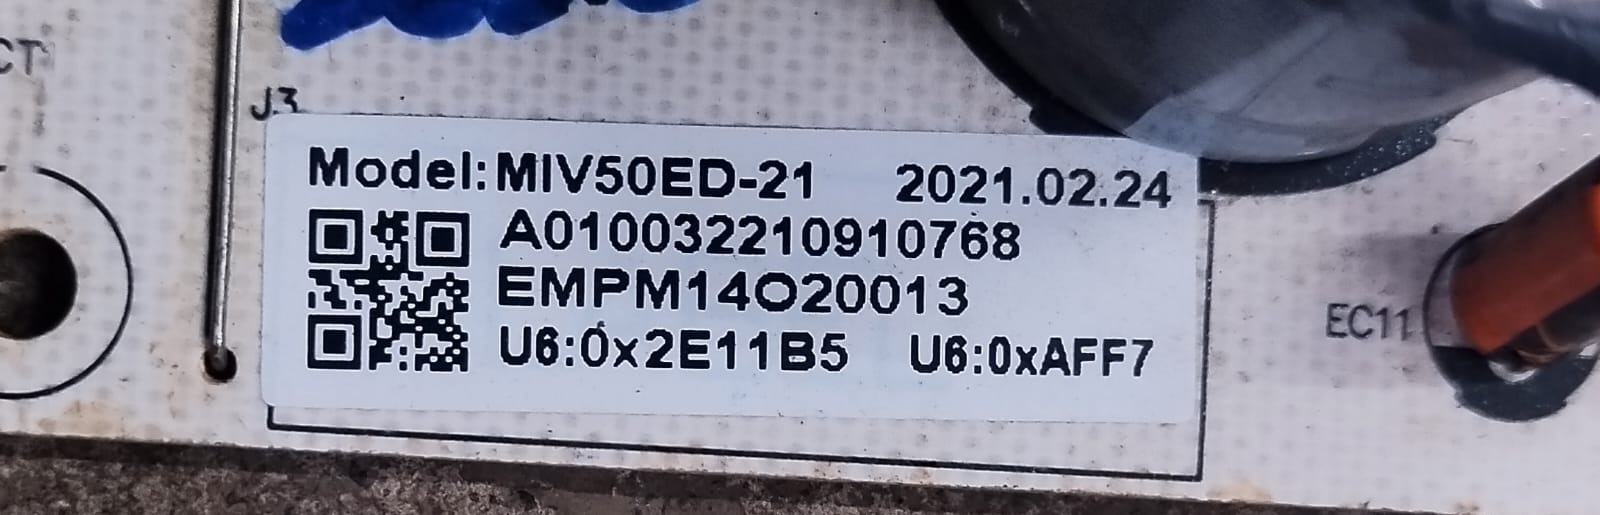 CT
J3
Model:MIV50ED-21 2021.02.24
A010032210910768
EMPM14O20013
U6:0x2E11B5 U6:0xAFF7
EC11